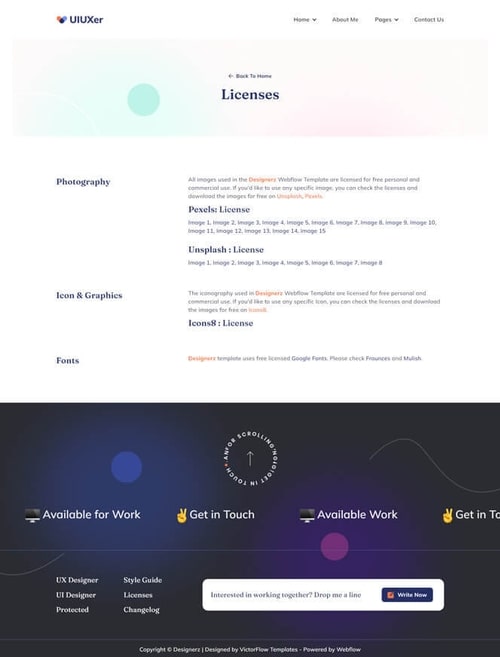 UIUXer
Home
About Me
Pages
Contact Us
Back To Home
Licenses
Photography
All images used in the Designerz Webflow Template are licensed for free personal and
commercial use. If you'd like to use any specific image, you can check the licenses and
download the images for free on Unsplash, Pexels.
Pexels: License
Image 1, Image 2, Image 3, Image 4, Image 5, Image 6, Image 7, Image 8, Image 9, Image 10,
Image 11, Image 12, Image 13, Image 14, Image 15
Unsplash : License
Image 1, Image 2, Image 3, Image 4, Image 5, Image 6, Image 7, Image 8
Icon & Graphics
The iconography used in Designerz Webflow Template are licensed for free personal and
commercial use. If you'd like to use any specific Icon, you can check the licenses and download
the images for free on Icons8.
Icons8 : License
Fonts
Designerz template uses free licensed Google Fonts. Please check Fraunces and Mulish.
FOR SCROLLING
GET IN TOUCH
🖥️ Available for Work
✌️Get in Touch
🖥️ Available Work
✌️Get in To
UX Designer
UI Designer
Protected
Style Guide
Licenses
Changelog
Interested in working together? Drop me a line
Write Now
Copyright © Designerz | Designed by VictorFlow Templates - Powered by Webflow